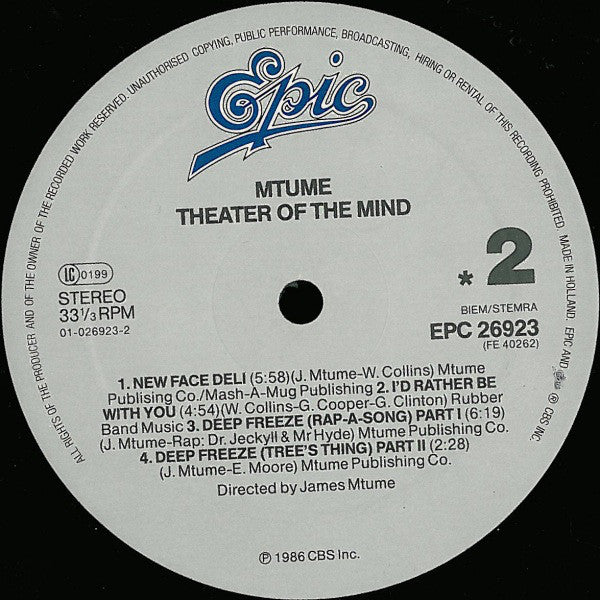 ALL RIGHTS OF THE PRODUCER AND OF THE OWNER OF THE RECORDED WORK RESERVED. UNAUTHORISED COPYING, PUBLIC PERFORMANCE, BROADCASTING, HIRING OR RENTAL OF THIS RECORDING PROHIBITED. MADE IN HOLLAND. EPIC AND Epic ® CBS INC.
Epic
MTUME
THEATER OF THE MIND
LC 0199
STEREO
33 1/3 RPM
01-026923-2
* 2
BIEM/STEMRA
EPC 26923
(FE 40262)
1. NEW FACE DELI (5:58)(J. Mtume-W. Collins) Mtume
Publising Co./Mash-A-Mug Publishing 2. I'D RATHER BE
WITH YOU (4:54)(W. Collins-G. Cooper-G. Clinton) Rubber
Band Music 3. DEEP FREEZE (RAP-A-SONG) PART I (6:19)
(J. Mtume-Rap: Dr. Jeckyll & Mr Hyde) Mtume Publishing Co.
4. DEEP FREEZE (TREE'S THING) PART II (2:28)
(J. Mtume-E. Moore) Mtume Publishing Co.
Directed by James Mtume
℗ 1986 CBS Inc.